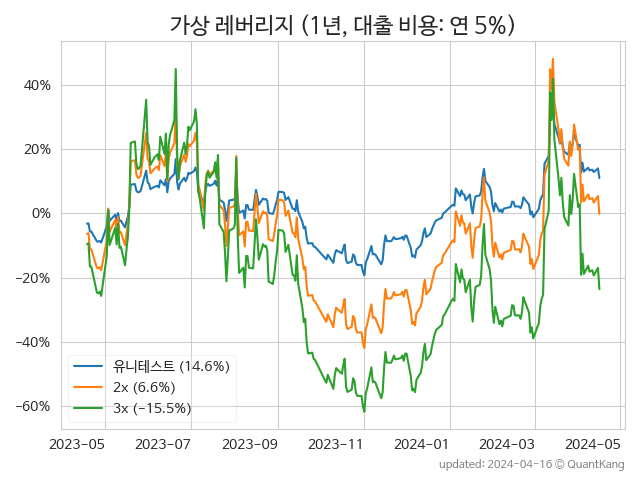 가상 레버리지 (1년, 대출 비용: 연 5%)
40%
20%
0%
−20%
−40%
−60%
유니테스트 (14.6%)
2x (6.6%)
3x (−15.5%)
2023-05 2023-07 2023-09 2023-11 2024-01 2024-03 2024-05
updated: 2024-04-16 © QuantKang